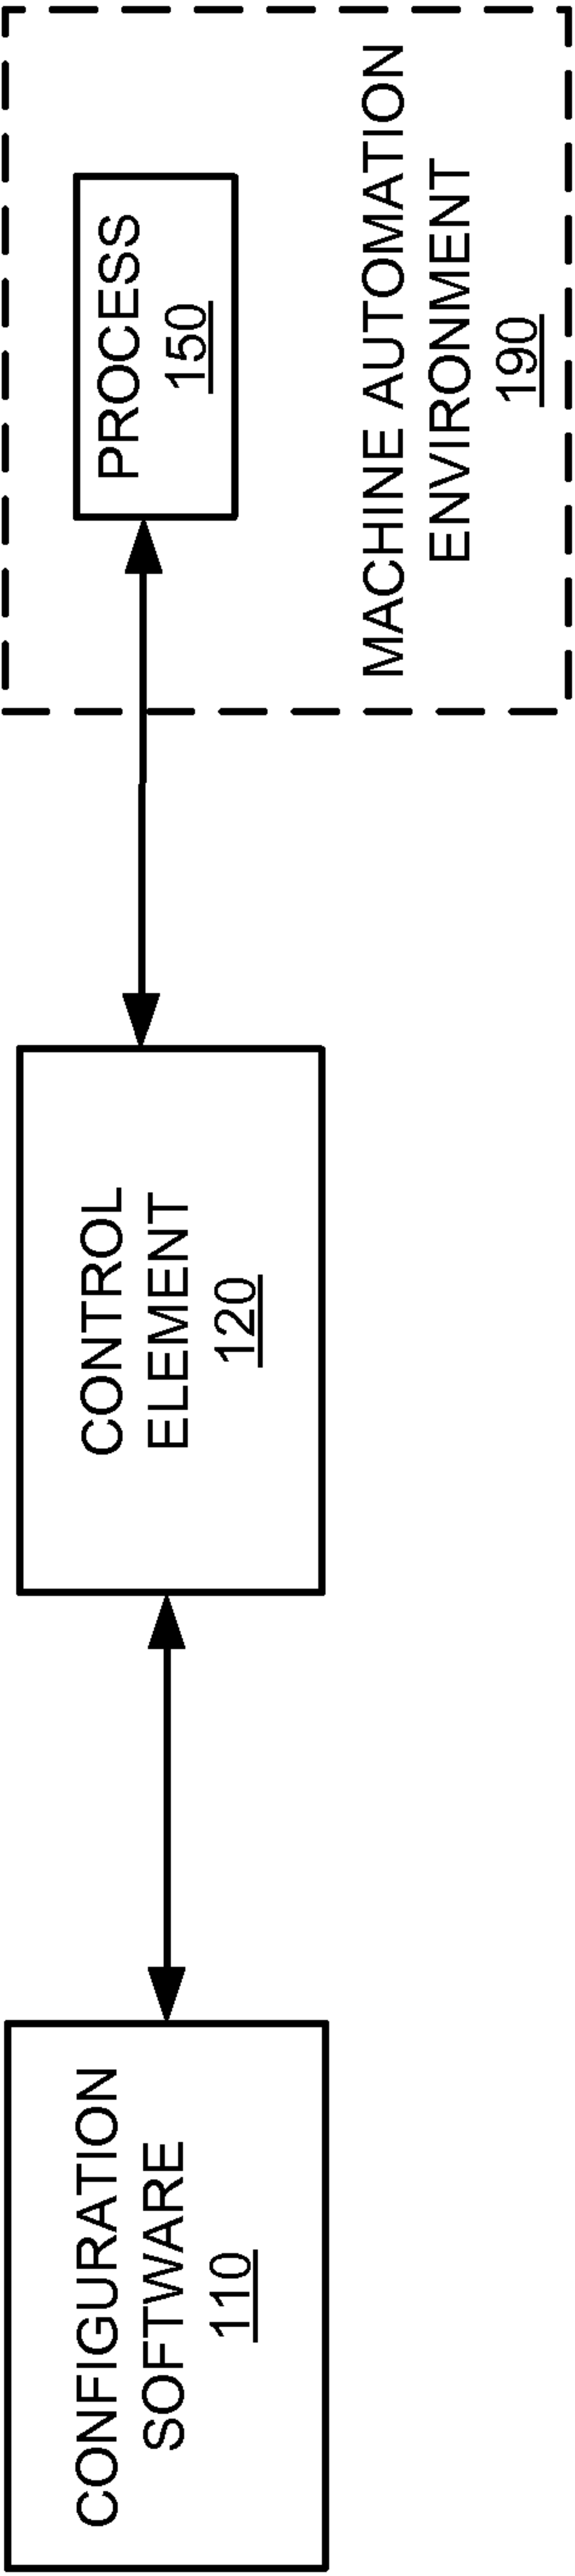 CONFIGURATION
SOFTWARE
110
CONTROL
ELEMENT
120
PROCESS
150
MACHINE AUTOMATION
ENVIRONMENT
190